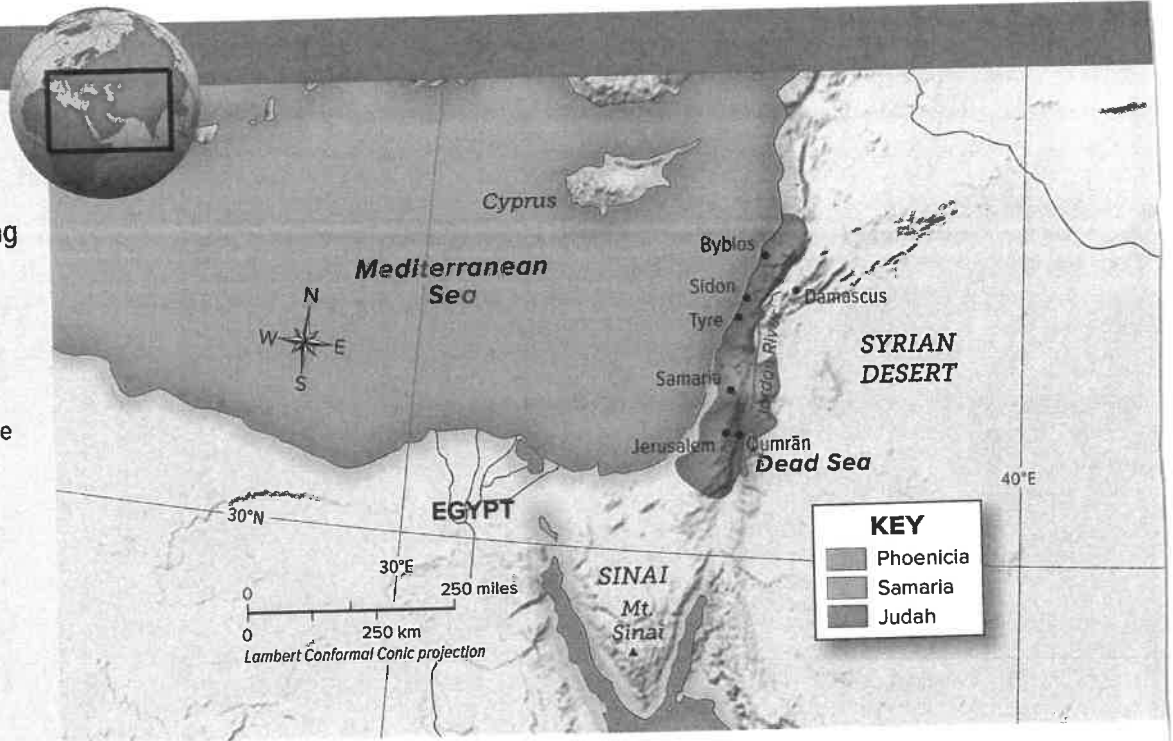 Cyprus
Byblos
Mediterranean
Sea
Sidon
Damascus
Tyre
N
W E
S
Jordan River
SYRIAN
DESERT
Samaria
Jerusalem
Qumrān
Dead Sea
40°E
30°N
EGYPT
30°E
SINAI
Mt.
Sinai
KEY
Phoenicia
Samaria
Judah
0 250 miles
0 250 km
Lambert Conformal Conic projection